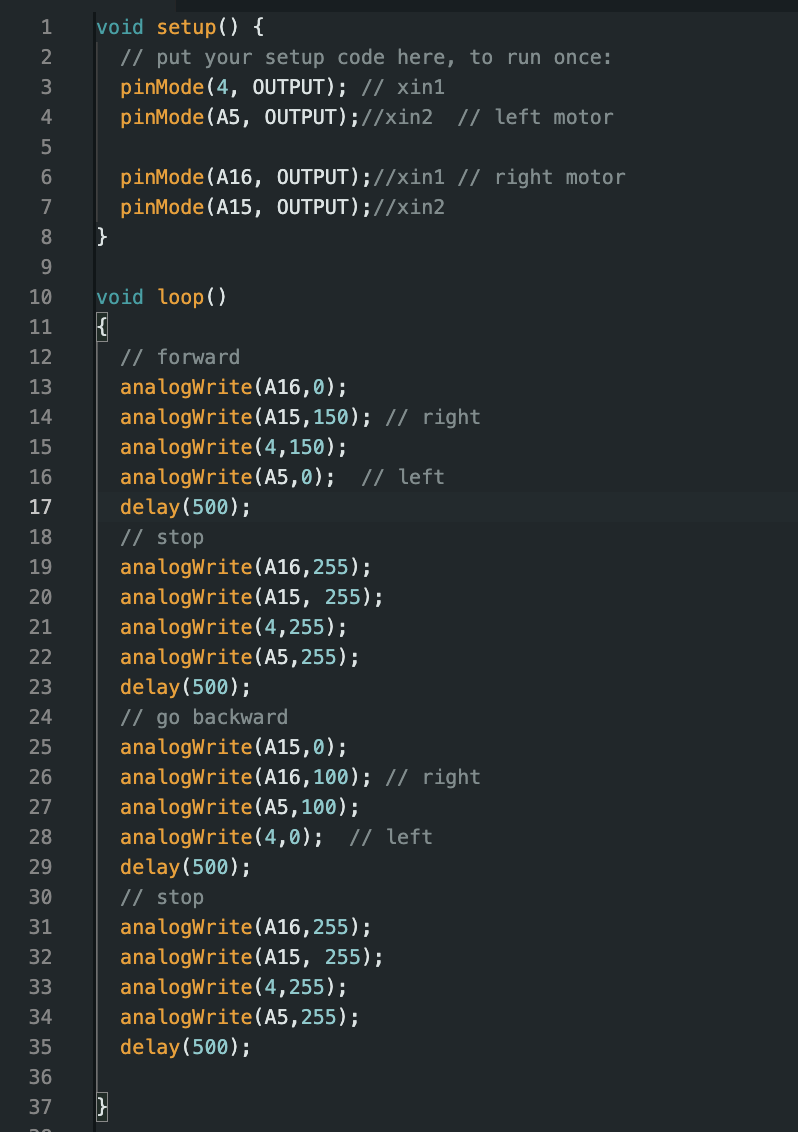 1 void setup() {
2 // put your setup code here, to run once:
3 pinMode(4, OUTPUT); // xin1
4 pinMode(A5, OUTPUT);//xin2  // left motor
5
6 pinMode(A16, OUTPUT);//xin1 // right motor
7 pinMode(A15, OUTPUT);//xin2
8 }
9
10 void loop()
11 {
12 // forward
13 analogWrite(A16,0);
14 analogWrite(A15,150); // right
15 analogWrite(4,150);
16 analogWrite(A5,0);  // left
17 delay(500);
18 // stop
19 analogWrite(A16,255);
20 analogWrite(A15, 255);
21 analogWrite(4,255);
22 analogWrite(A5,255);
23 delay(500);
24 // go backward
25 analogWrite(A15,0);
26 analogWrite(A16,100); // right
27 analogWrite(A5,100);
28 analogWrite(4,0);  // left
29 delay(500);
30 // stop
31 analogWrite(A16,255);
32 analogWrite(A15, 255);
33 analogWrite(4,255);
34 analogWrite(A5,255);
35 delay(500);
36
37 }